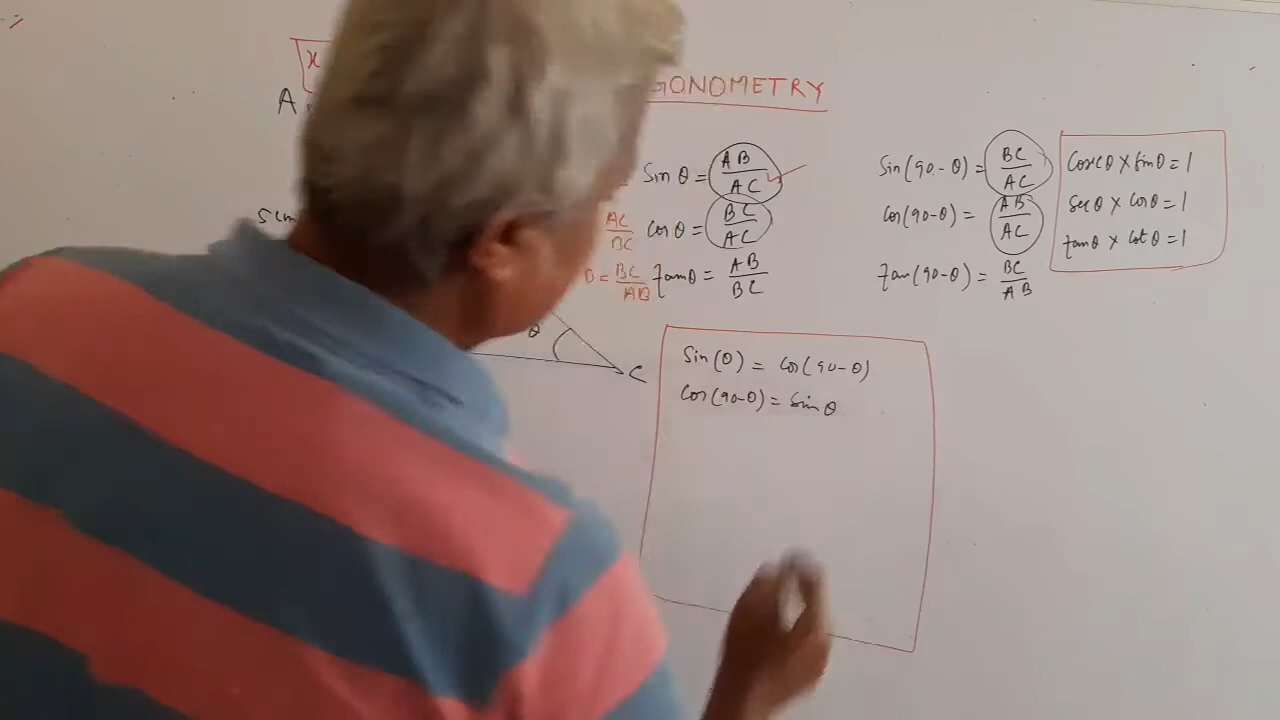 x
GONOMETRY
A
5cm
Sin θ = AB/AC
AC/BC Cos θ = BC/AC
B = BC/AB Tan θ = AB/BC
θ
C
Sin(90-θ) = BC/AC
Cos(90-θ) = AB/AC
Tan(90-θ) = BC/AB
Cosec θ × Sin θ = 1
Sec θ × Cos θ = 1
Tan θ × Cot θ = 1
Sin(θ) = Cos(90-θ)
Cos(90-θ) = Sin θ